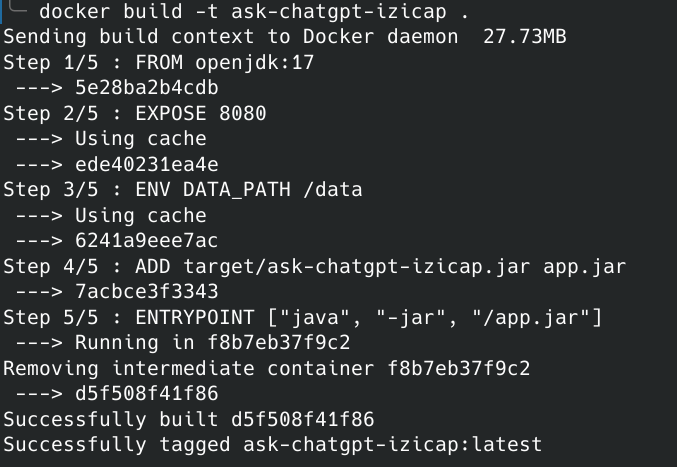 docker build -t ask-chatgpt-izicap .
Sending build context to Docker daemon  27.73MB
Step 1/5 : FROM openjdk:17
 ---> 5e28ba2b4cdb
Step 2/5 : EXPOSE 8080
 ---> Using cache
 ---> ede40231ea4e
Step 3/5 : ENV DATA_PATH /data
 ---> Using cache
 ---> 6241a9eee7ac
Step 4/5 : ADD target/ask-chatgpt-izicap.jar app.jar
 ---> 7acbce3f3343
Step 5/5 : ENTRYPOINT ["java", "-jar", "/app.jar"]
 ---> Running in f8b7eb37f9c2
Removing intermediate container f8b7eb37f9c2
 ---> d5f508f41f86
Successfully built d5f508f41f86
Successfully tagged ask-chatgpt-izicap:latest